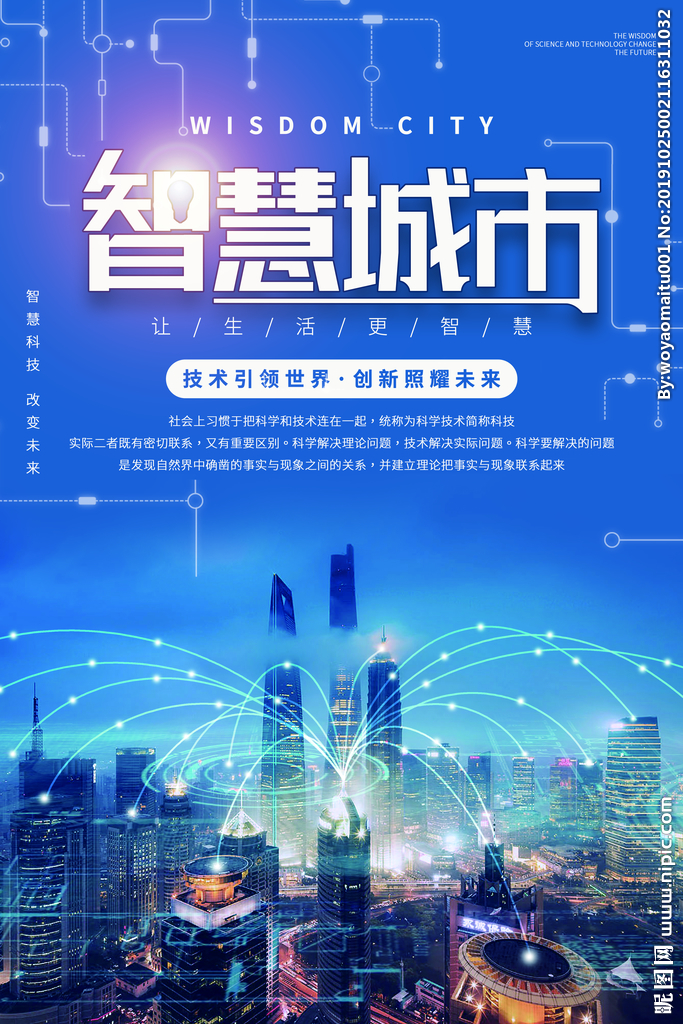 THE WISDOM
OF SCIENCE AND TECHNOLOGY CHANGE
THE FUTURE
WISDOM CITY
智慧城市
让/生/活/更/智/慧
智慧科技 改变未来
技术引领世界·创新照耀未来
社会上习惯于把科学和技术连在一起，统称为科学技术简称科技
实际二者既有密切联系，又有重要区别。科学解决理论问题，技术解决实际问题。科学要解决的问题
是发现自然界中确凿的事实与现象之间的关系，并建立理论把事实与现象联系起来
By:woyaomaitu001 No:20191025002116311032
昵图网 www.nipic.com